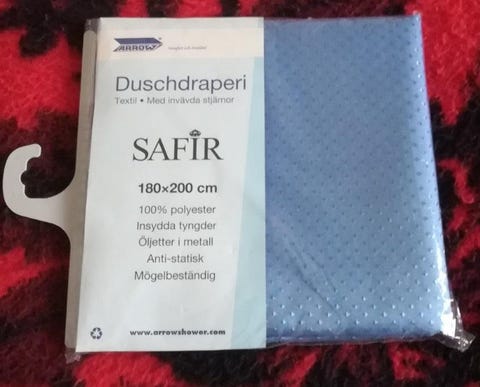 ARROW
Duschdraperi
Textil • Med invävda stjärnor
SAFIR
180×200 cm
100% polyester
Insydda tyngder
Öljetter i metall
Anti-statisk
Mögelbeständig
www.arrowshower.com